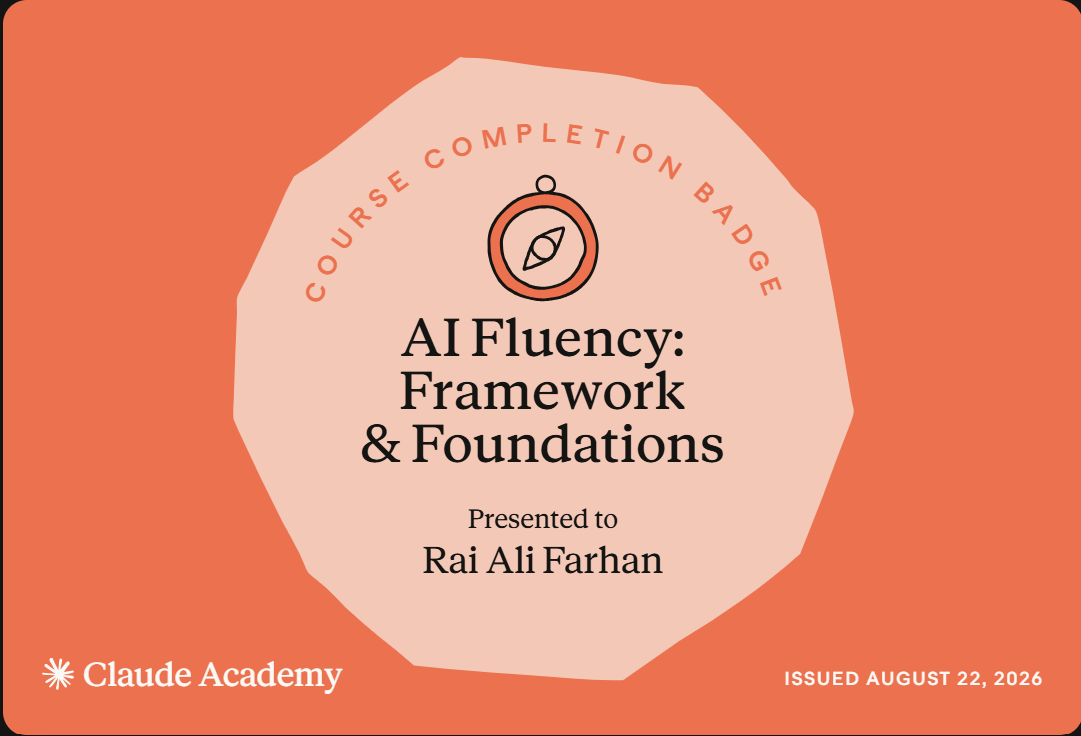 COURSE COMPLETION BADGE
AI Fluency:
Framework
& Foundations
Presented to
Rai Ali Farhan
Claude Academy
ISSUED AUGUST 22, 2026